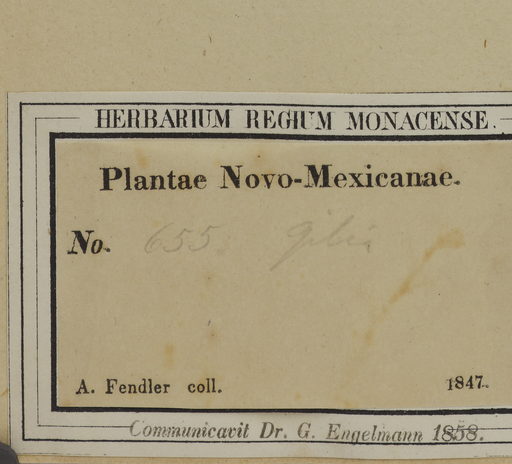 HERBARIUM REGIUM MONACENSE.
Plantae Novo-Mexicanae.
No. 655. Gilia
A. Fendler coll. 1847.
Communicavit Dr. G. Engelmann 1858.